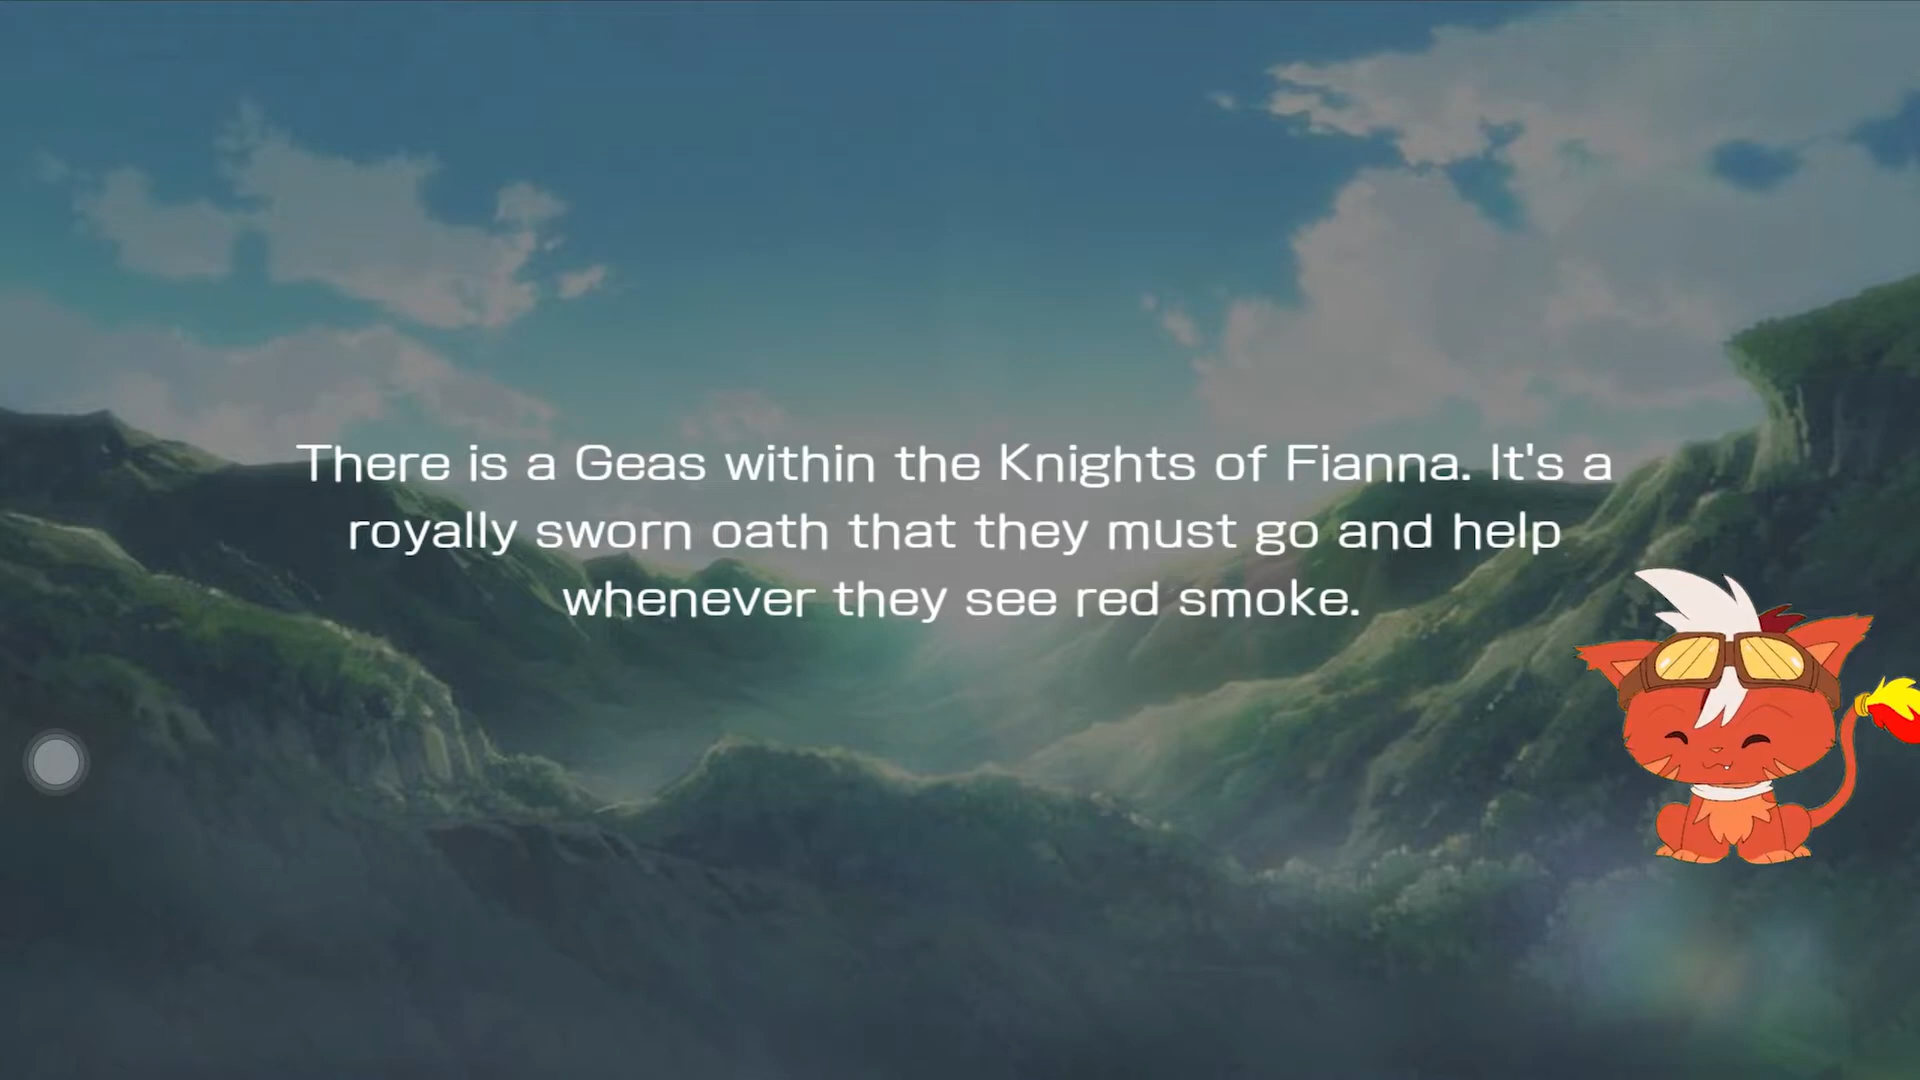 There is a Geas within the Knights of Fianna. It's a
royally sworn oath that they must go and help
whenever they see red smoke.